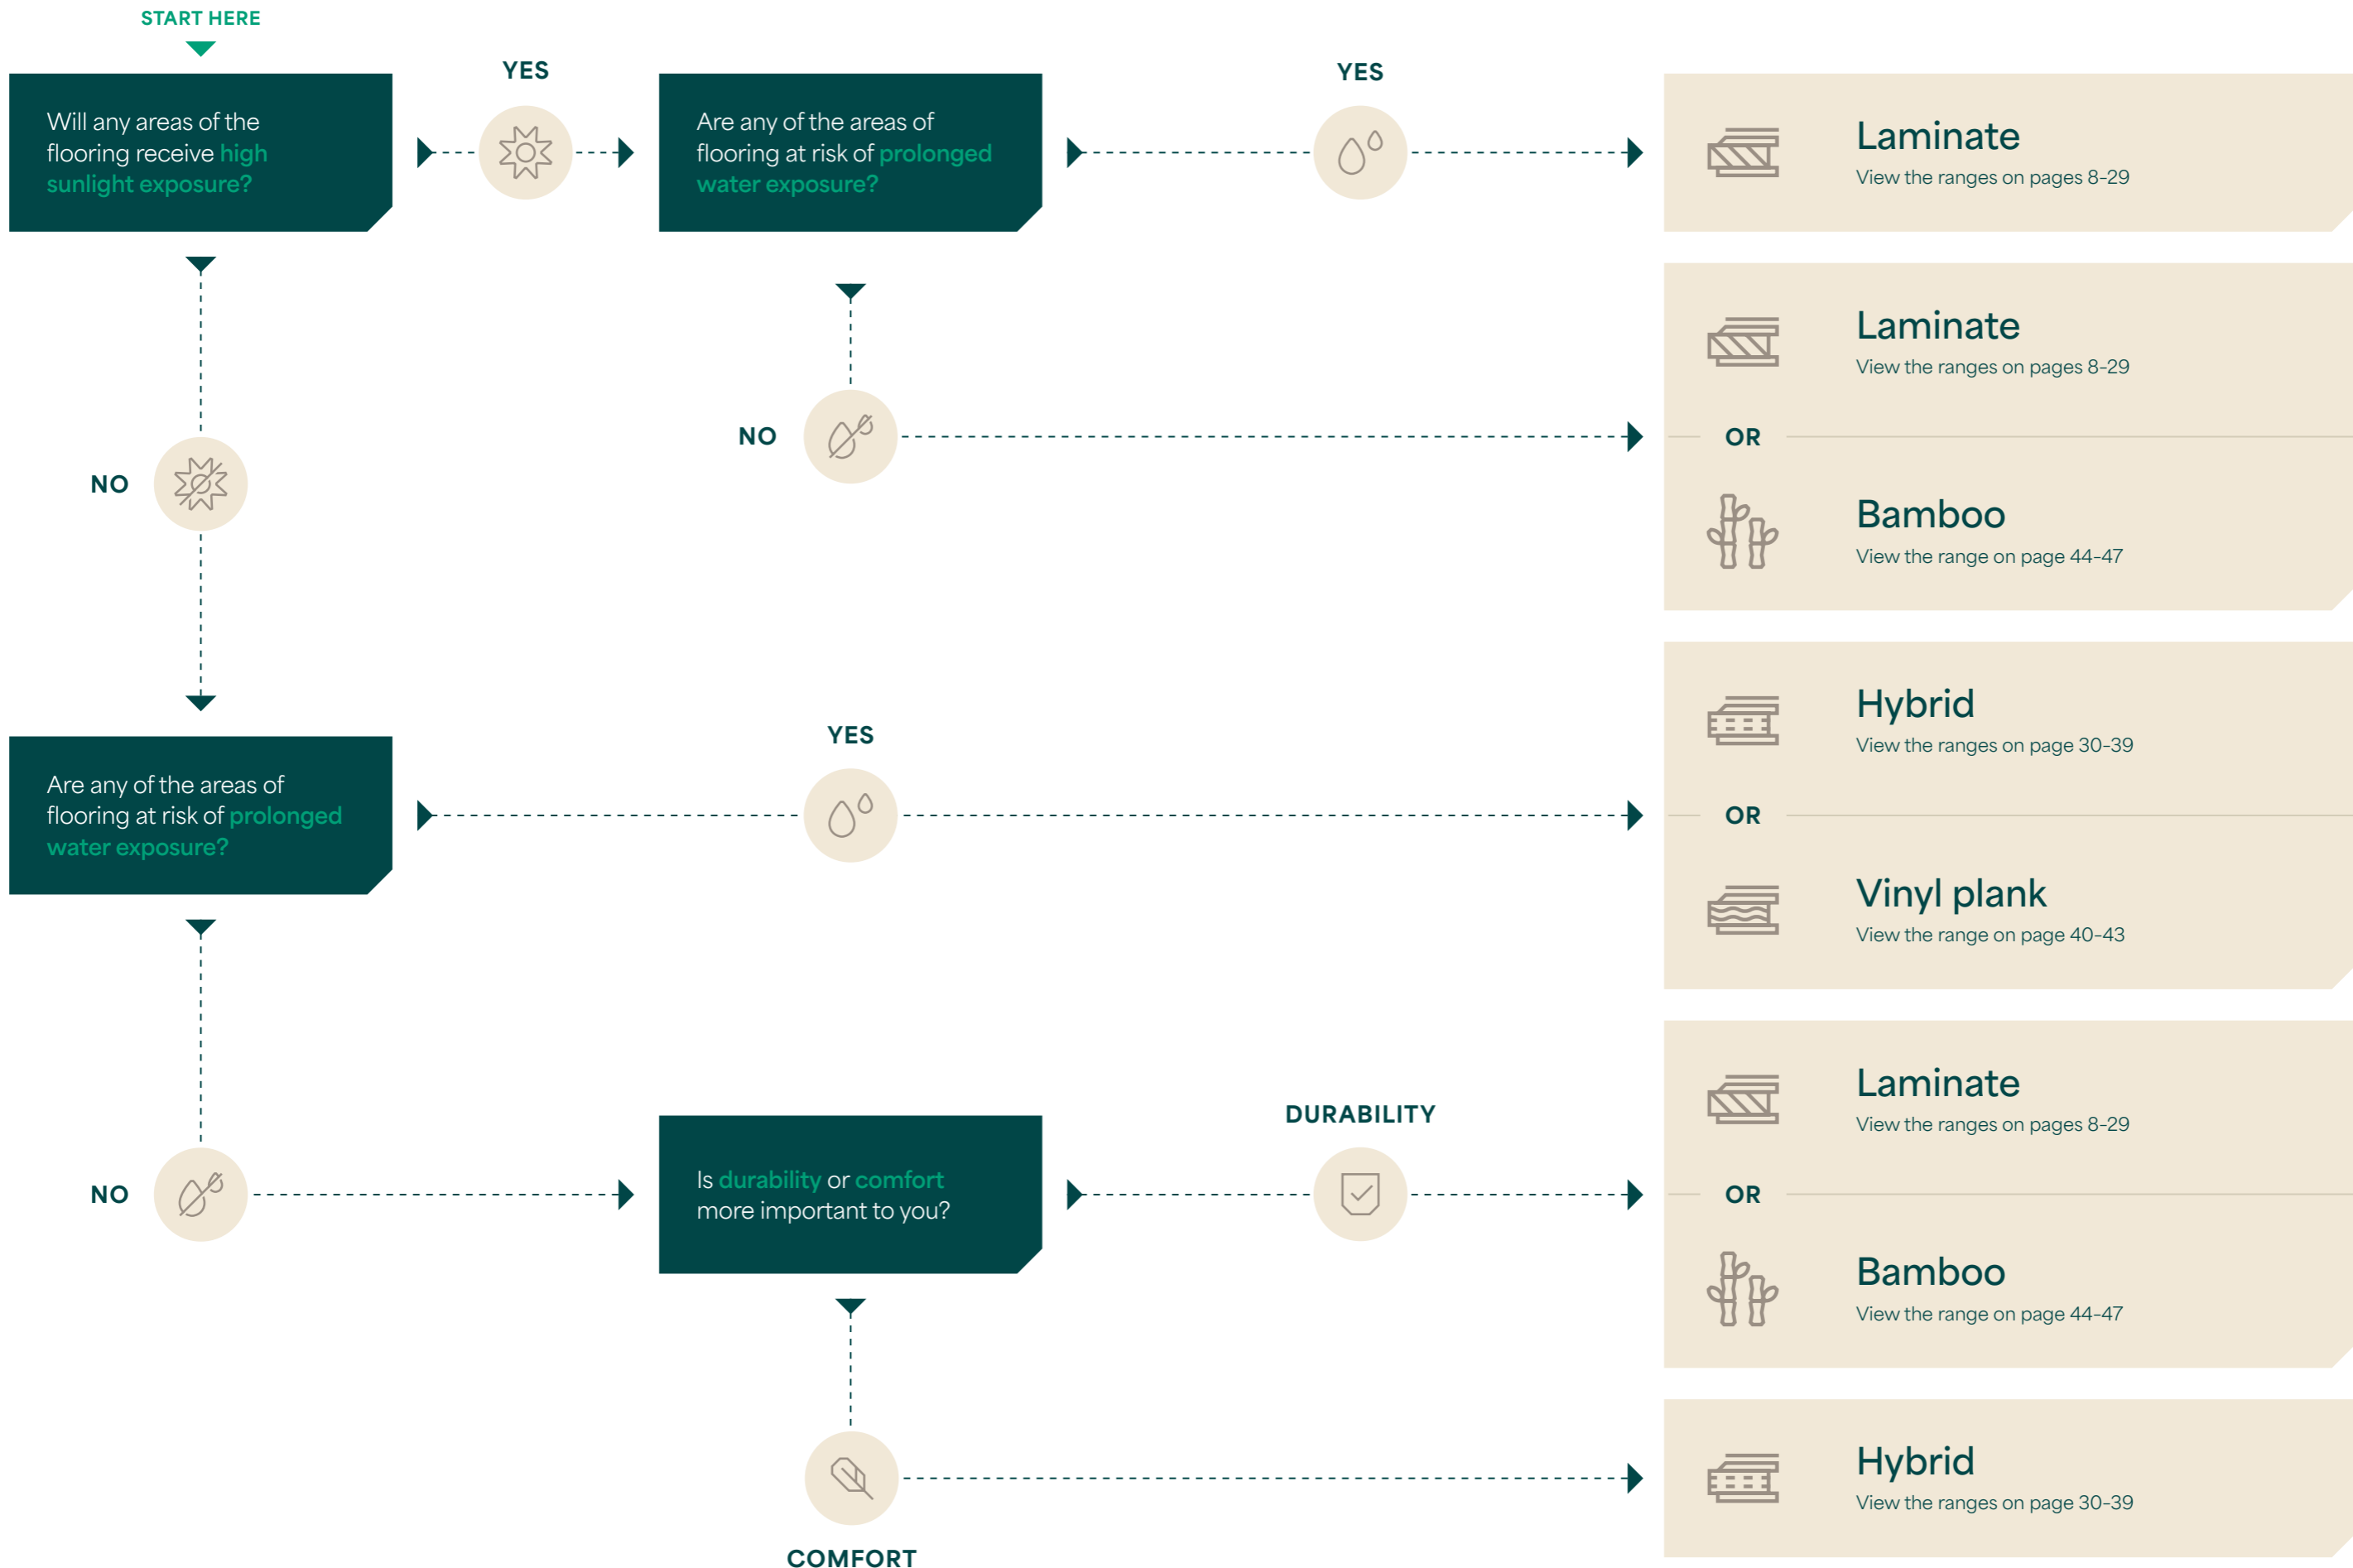 START HERE
Will any areas of the
flooring receive high
sunlight exposure?
YES
Are any of the areas of
flooring at risk of prolonged
water exposure?
YES
Laminate
View the ranges on pages 8-29
NO
Laminate
View the ranges on pages 8-29
OR
Bamboo
View the range on page 44-47
NO
Are any of the areas of
flooring at risk of prolonged
water exposure?
YES
Hybrid
View the ranges on page 30-39
OR
Vinyl plank
View the range on page 40-43
NO
Is durability or comfort
more important to you?
DURABILITY
Laminate
View the ranges on pages 8-29
OR
Bamboo
View the range on page 44-47
COMFORT
Hybrid
View the ranges on page 30-39